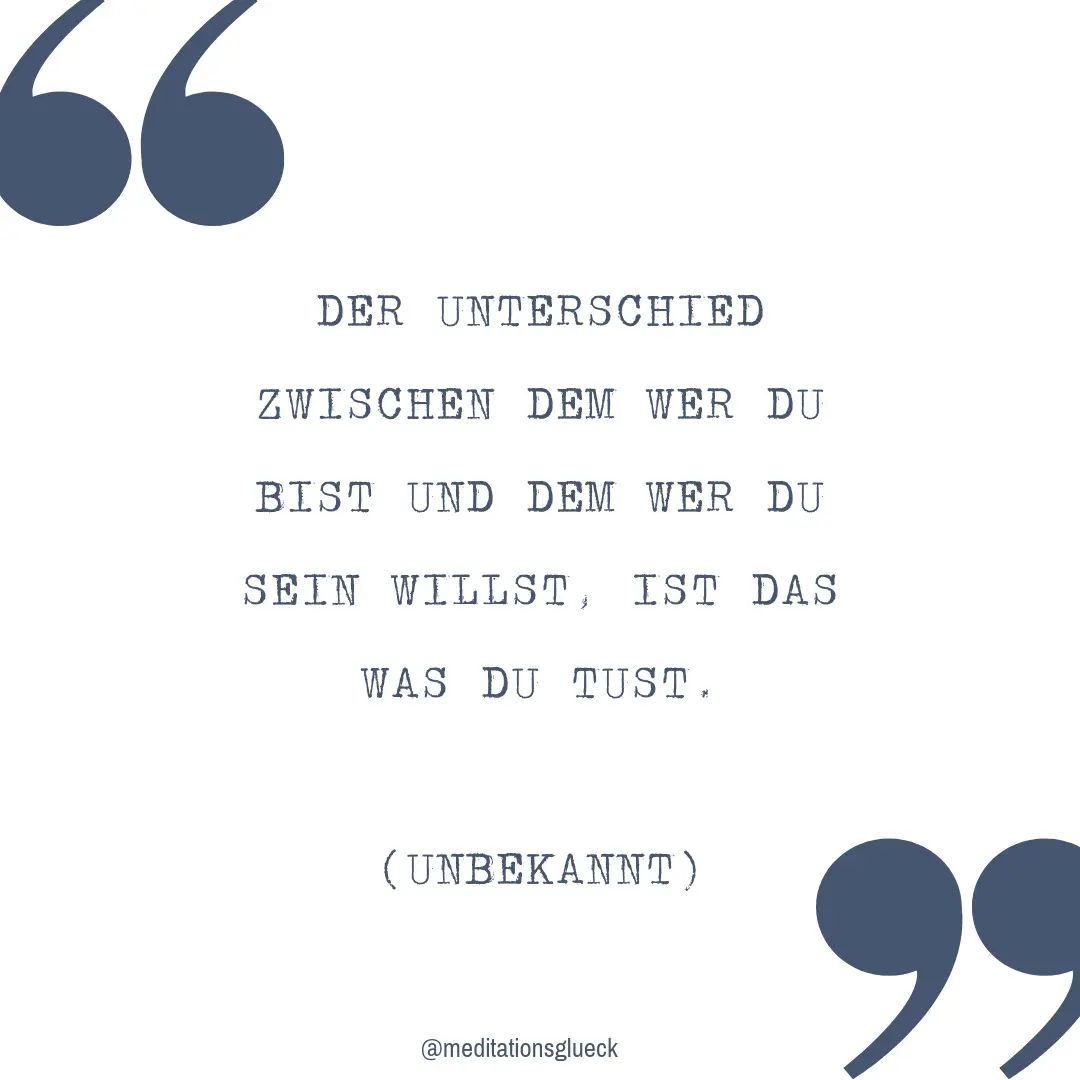 DER UNTERSCHIED
ZWISCHEN DEM WER DU
BIST UND DEM WER DU
SEIN WILLST, IST DAS
WAS DU TUST.
(UNBEKANNT)
@meditationsglueck